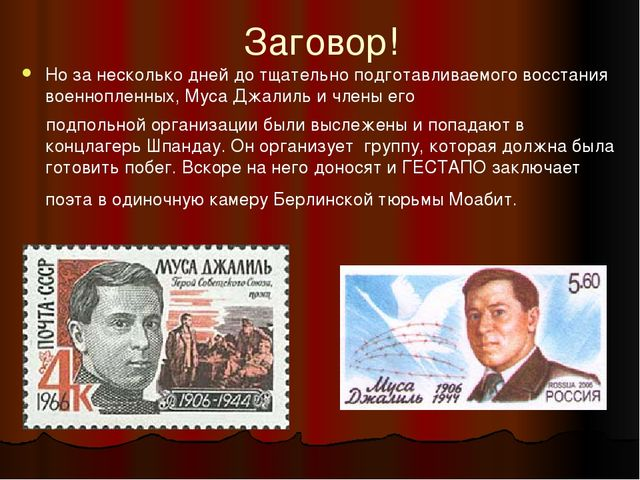 Заговор!
Но за несколько дней до тщательно подготавливаемого восстания
военнопленных, Муса Джалиль и члены его
подпольной организации были выслежены и попадают в
концлагерь Шпандау. Он организует группу, которая должна была
готовить побег. Вскоре на него доносят и ГЕСТАПО заключает
поэта в одиночную камеру Берлинской тюрьмы Моабит.
ПОЧТА·СССР
МУСА ДЖАЛИЛЬ
Герой Советского Союза,
поэт
4к
1966
1906-1944
5.60
Муса 1906
Джалиль 1944
ROSSIJA 2006
РОССИЯ